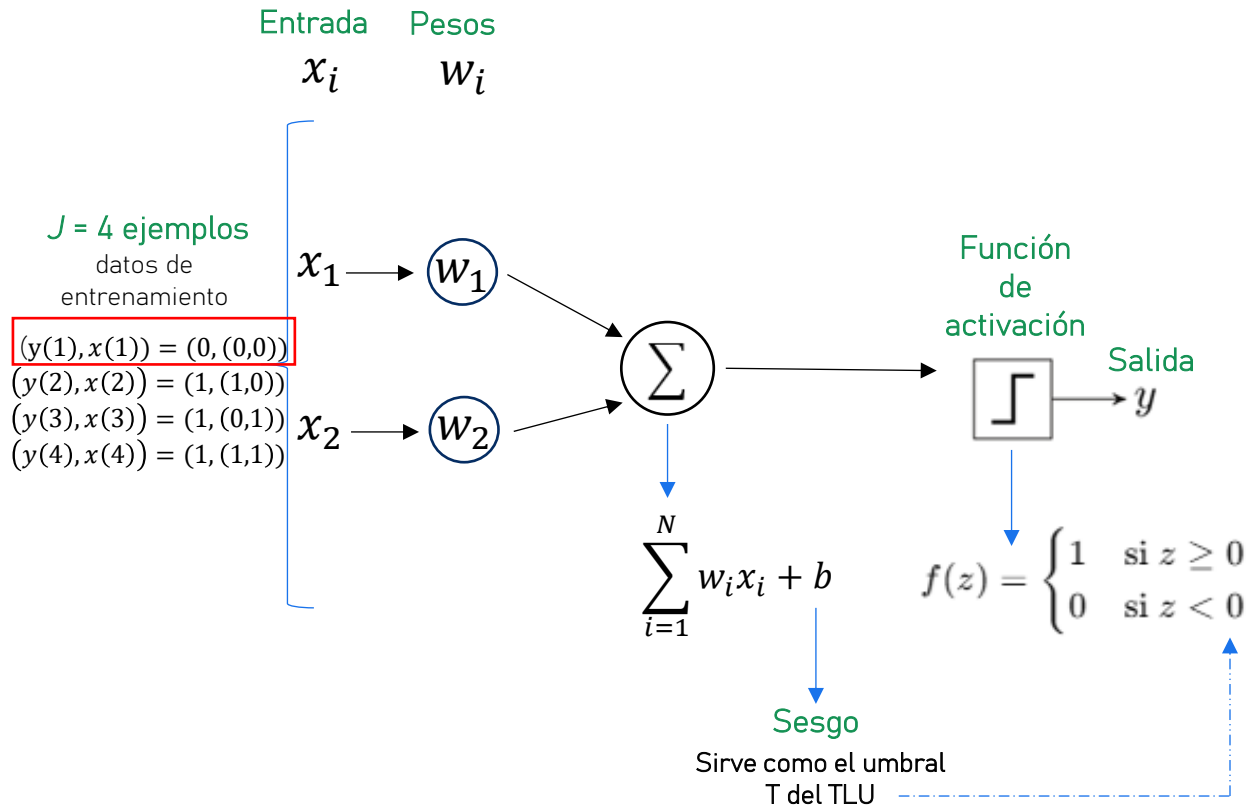 Entrada Pesos
x_i w_i
J = 4 ejemplos
datos de
entrenamiento
(y(1), x(1)) = (0, (0,0))
(y(2), x(2)) = (1, (1,0))
(y(3), x(3)) = (1, (0,1))
(y(4), x(4)) = (1, (1,1))
x_1 w_1
x_2 w_2
∑
Función
de
activación
Salida
y
∑_{i=1}^{N} w_i x_i + b
f(z) = { 1 si z ≥ 0
0 si z < 0
Sesgo
Sirve como el umbral
T del TLU